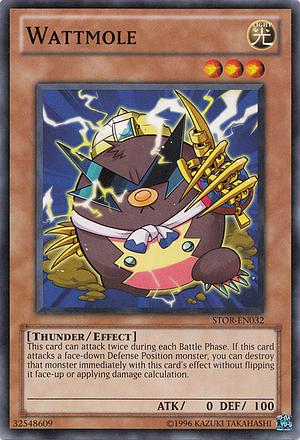 WATTMOLE
LIGHT
光
STOR-EN032
[THUNDER/EFFECT]
This card can attack twice during each Battle Phase. If this card
attacks a face-down Defense Position monster, you can destroy
that monster immediately with this card's effect without flipping
it face-up or applying damage calculation.
ATK/ 0 DEF/ 100
32548609
©1996 KAZUKI TAKAHASHI